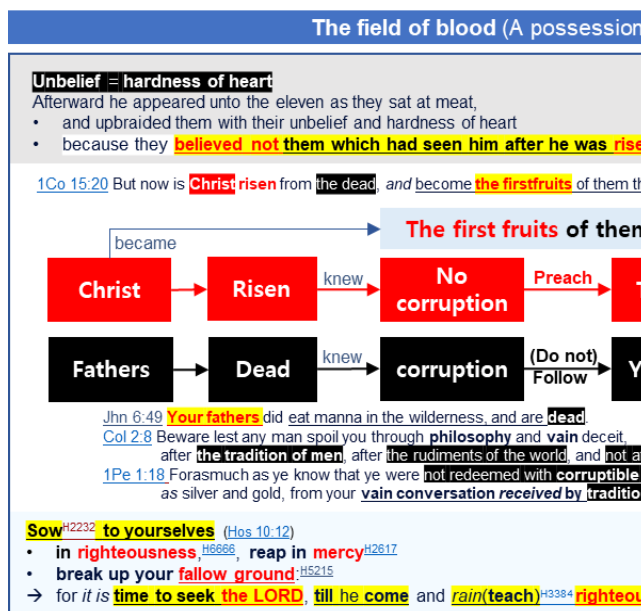 The field of blood (A possession
Unbelief = hardness of heart
Afterward he appeared unto the eleven as they sat at meat,
• and upbraided them with their unbelief and hardness of heart
• because they believed not them which had seen him after he was rise
1Co 15:20 But now is Christ risen from the dead, and become the firstfruits of them th
became
The first fruits of them
Christ
Risen
knew
No corruption
Preach
T
Fathers
Dead
knew
corruption
(Do not) Follow
Y
Jhn 6:49 Your fathers did eat manna in the wilderness, and are dead.
Col 2:8 Beware lest any man spoil you through philosophy and vain deceit,
after the tradition of men, after the rudiments of the world, and not a
1Pe 1:18 Forasmuch as ye know that ye were not redeemed with corruptible
as silver and gold, from your vain conversation received by traditio
Sow H2232 to yourselves (Hos 10:12)
• in righteousness, H6666, reap in mercy H2617
• break up your fallow ground: H5215
→ for it is time to seek the LORD, till he come and rain(teach) H3384 righteou